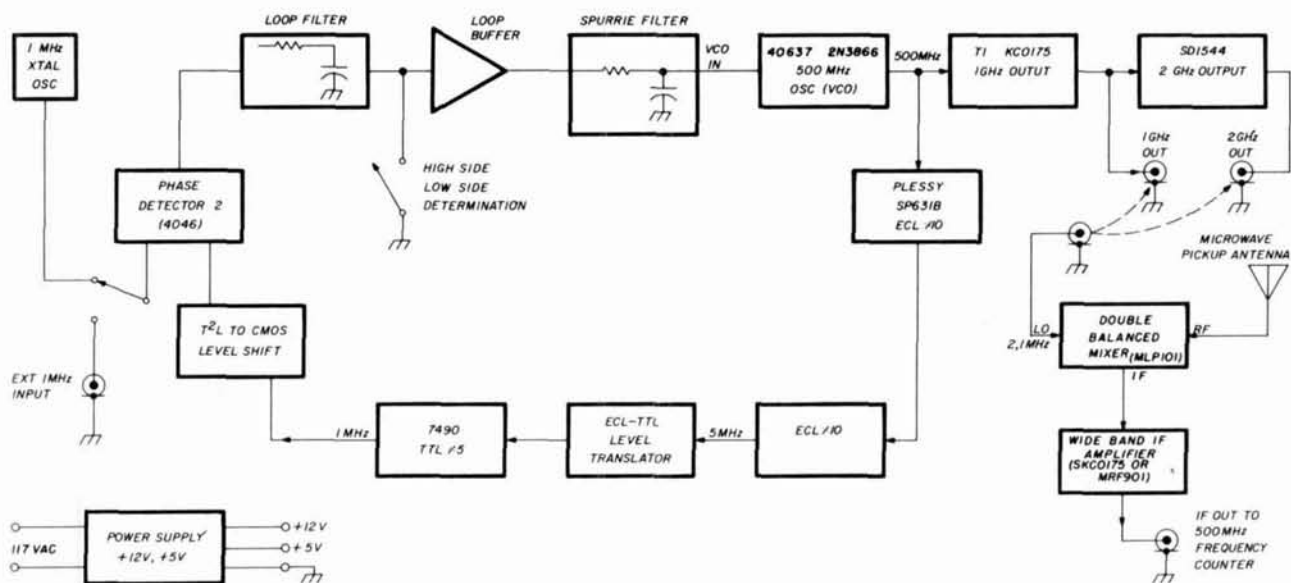 LOOP FILTER
LOOP
BUFFER
SPURRIE FILTER
1 MHz
XTAL
OSC
VCO
IN
40637 2N3866
500 MHz
OSC (VCO)
500MHz
T1 KC0175
1GHz OUTUT
SD1544
2 GHz OUTPUT
PHASE
DETECTOR 2
(4046)
HIGH SIDE
LOW SIDE
DETERMINATION
PLESSY
SP631B
ECL/10
1GHz
OUT
2GHz
OUT
MICROWAVE
PICKUP ANTENNA
T²L TO CMOS
LEVEL SHIFT
EXT 1MHz
INPUT
LO
2,1MHz
DOUBLE
BALANCED
MIXER (MLP101)
RF
IF
1MHz
7490
TTL/5
ECL-TTL
LEVEL
TRANSLATOR
5MHz
ECL/10
WIDE BAND IF
AMPLIFIER
(SKC0175 OR
MRF901)
117 VAC
POWER SUPPLY
+12V, +5V
+12V
+5V
IF OUT TO
500MHz
FREQUENCY
COUNTER